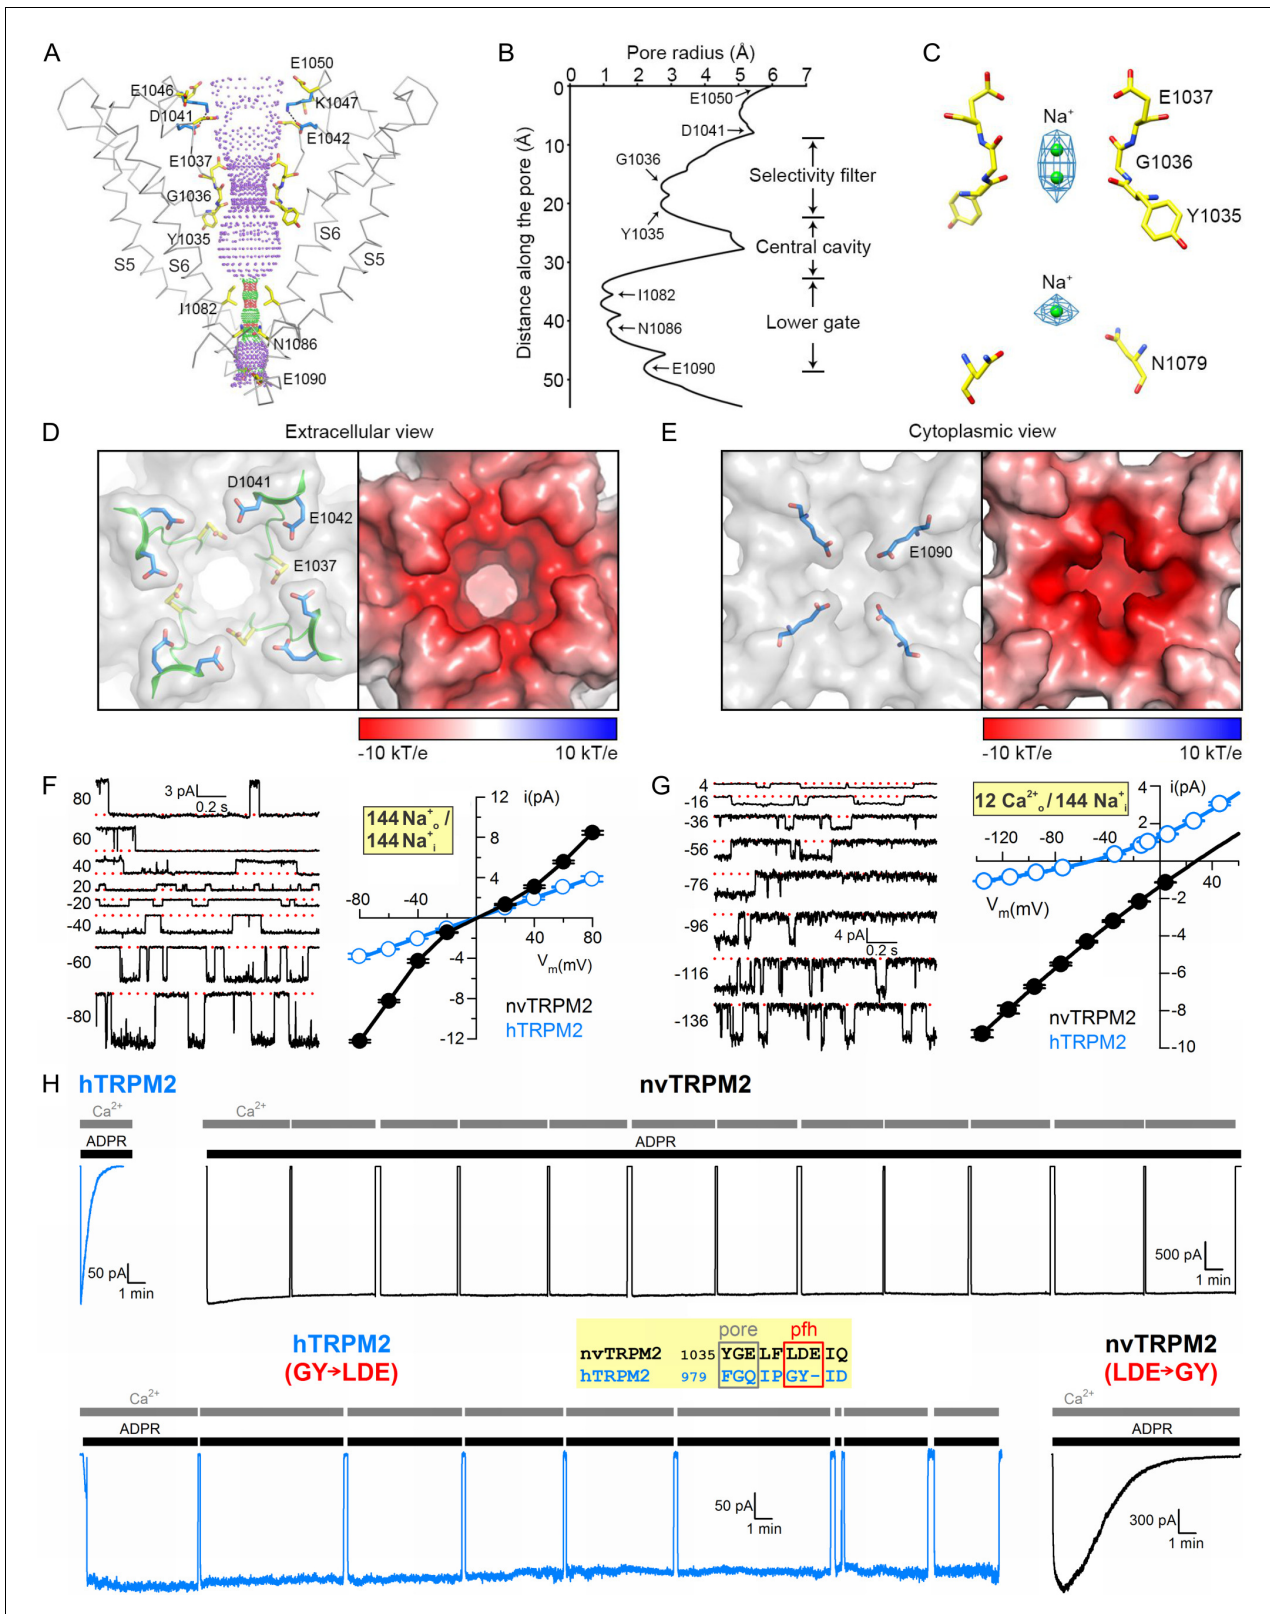 A
E1050
E1046
K1047
D1041
E1042
E1037
G1036
Y1035
S6
S5
S5
S6
I1082
N1086
E1090
B
Pore radius (Å)
0 1 2 3 4 5 6 7
Distance along the pore (Å)
0
10
20
30
40
50
E1050
D1041
G1036
Y1035
I1082
N1086
E1090
Selectivity filter
Central cavity
Lower gate
C
Na+
E1037
G1036
Y1035
Na+
N1079
D
Extracellular view
D1041
E1042
E1037
-10 kT/e 10 kT/e
E
Cytoplasmic view
E1090
-10 kT/e 10 kT/e
F
80
60
40
20
-20
-40
-60
-80
3 pA
0.2 s
144 Na+o /
144 Na+i
i(pA)
12
8
4
-4
-8
-12
-80 -40
40 80
Vm(mV)
nvTRPM2
hTRPM2
G
4
-16
-36
-56
-76
-96
-116
-136
4 pA
0.2 s
12 Ca2+o / 144 Na+i
i(pA)
4
2
-2
-4
-6
-8
-10
-120 -80 -40
40
Vm(mV)
nvTRPM2
hTRPM2
H
hTRPM2
nvTRPM2
Ca2+
Ca2+
ADPR
ADPR
50 pA
1 min
500 pA
1 min
hTRPM2
(GY→LDE)
pore pfh
nvTRPM2 1035 YGELFLDEIQ
hTRPM2 979 FGQIPGY-ID
nvTRPM2
(LDE→GY)
Ca2+
Ca2+
ADPR
ADPR
50 pA
1 min
300 pA
1 min